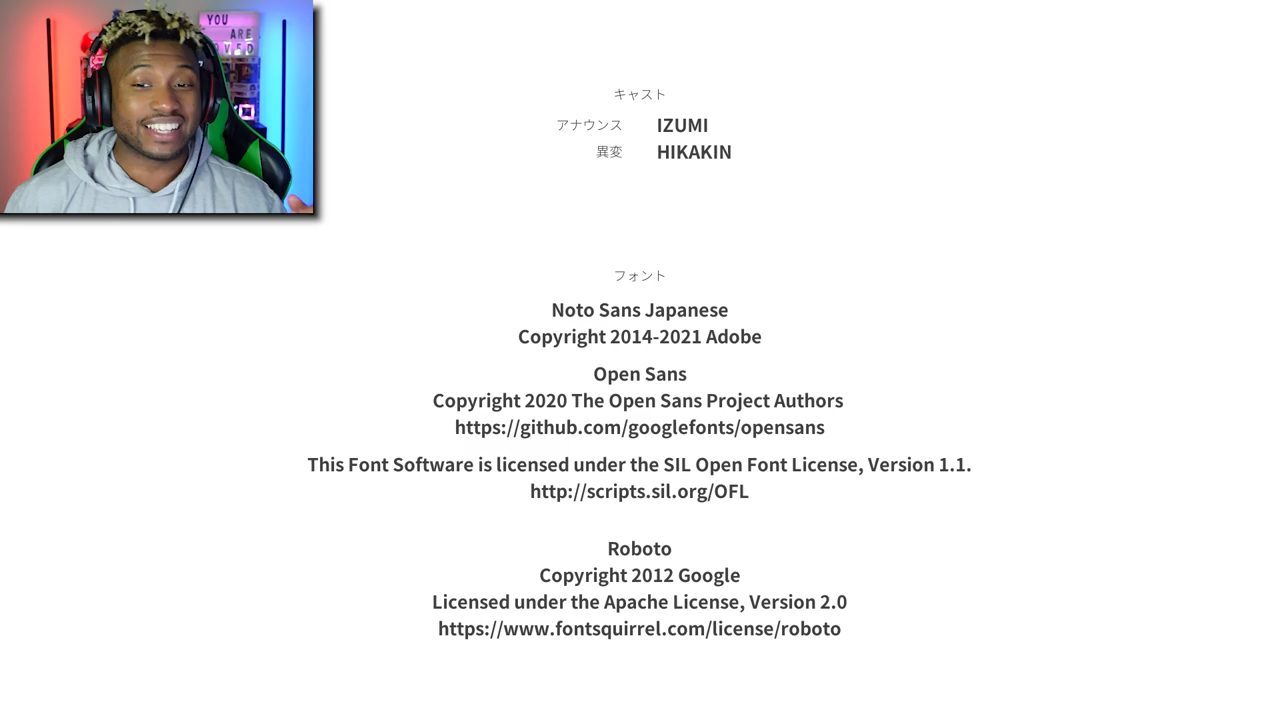 YOU
ARE
キャスト
アナウンス IZUMI
異変 HIKAKIN
フォント
Noto Sans Japanese
Copyright 2014-2021 Adobe
Open Sans
Copyright 2020 The Open Sans Project Authors
https://github.com/googlefonts/opensans
This Font Software is licensed under the SIL Open Font License, Version 1.1.
http://scripts.sil.org/OFL
Roboto
Copyright 2012 Google
Licensed under the Apache License, Version 2.0
https://www.fontsquirrel.com/license/roboto